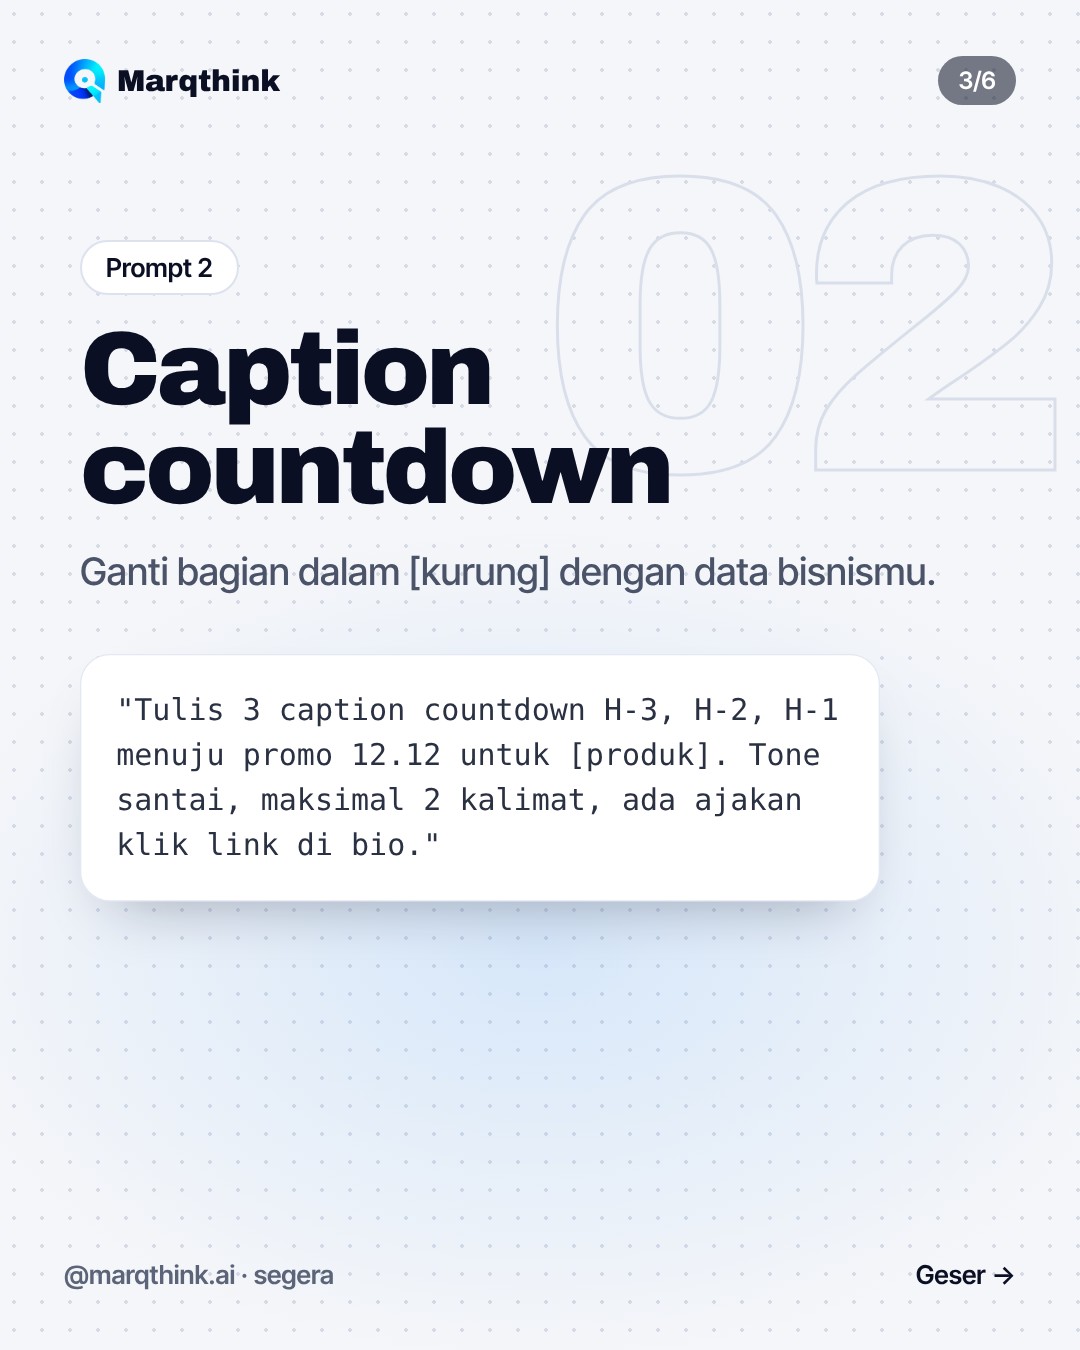 Marqthink
3/6
02
Prompt 2
Caption
countdown
Ganti bagian dalam [kurung] dengan data bisnismu.
"Tulis 3 caption countdown H-3, H-2, H-1
menuju promo 12.12 untuk [produk]. Tone
santai, maksimal 2 kalimat, ada ajakan
klik link di bio."
@marqthink.ai · segera
Geser →